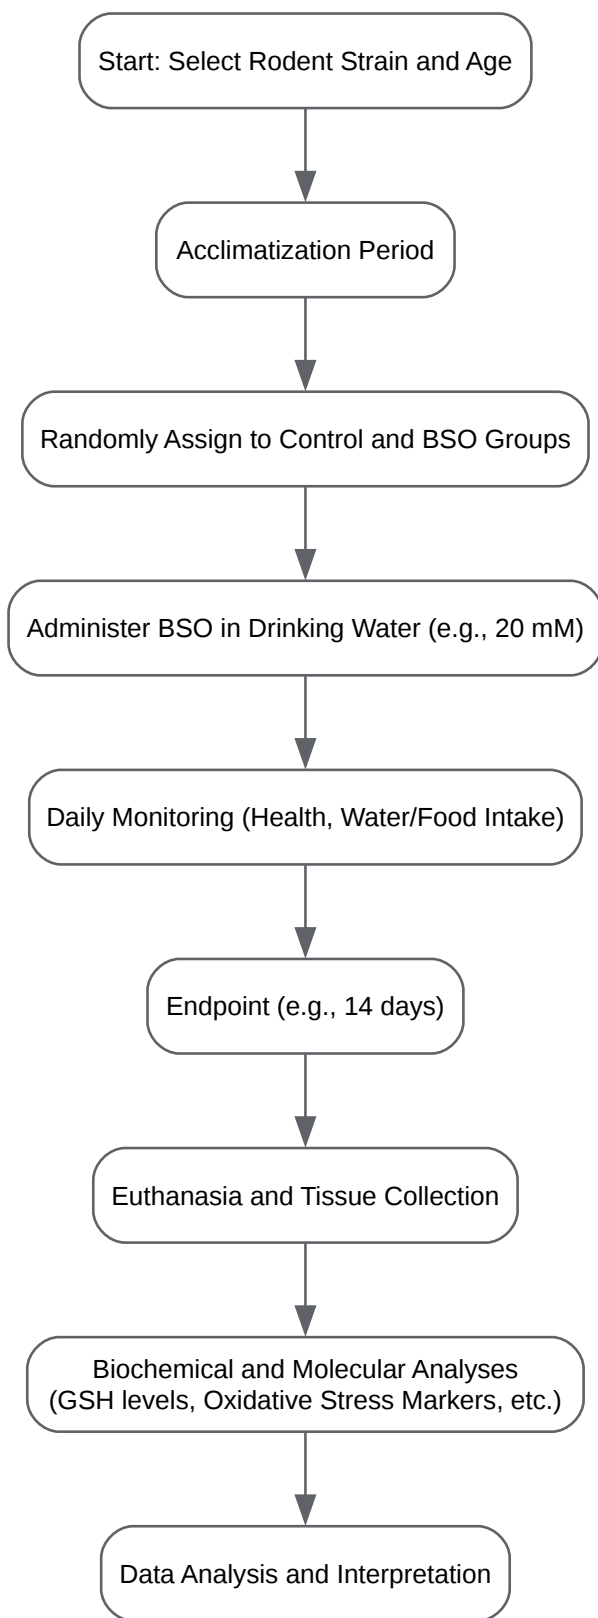 Start: Select Rodent Strain and Age
Acclimatization Period
Randomly Assign to Control and BSO Groups
Administer BSO in Drinking Water (e.g., 20 mM)
Daily Monitoring (Health, Water/Food Intake)
Endpoint (e.g., 14 days)
Euthanasia and Tissue Collection
Biochemical and Molecular Analyses
(GSH levels, Oxidative Stress Markers, etc.)
Data Analysis and Interpretation